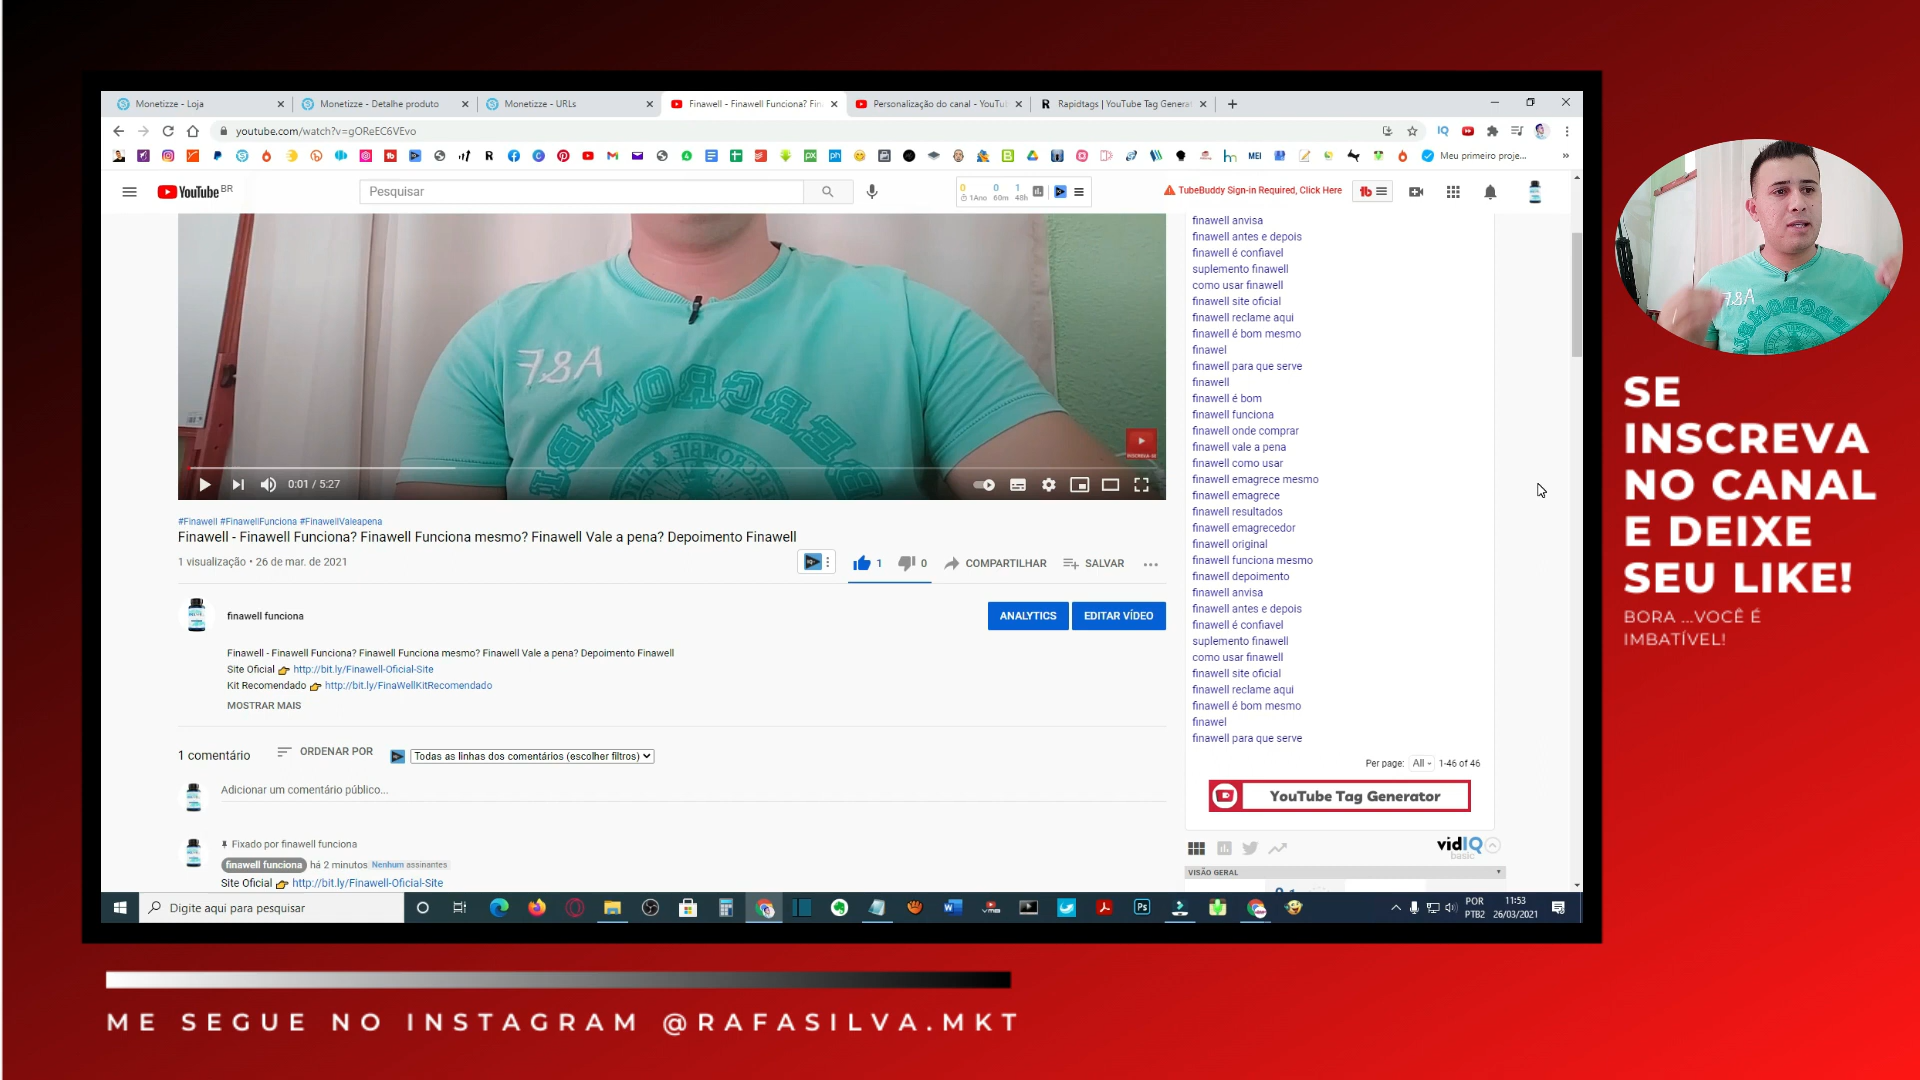 Monetizze - Loja
Monetizze - Detalhe produto
Monetizze - URLs
Finawell - Finawell Funciona? Fin
Personalização do canal - YouTu
Rapidtags | YouTube Tag Generat
youtube.com/watch?v=gOReEC6VEvo
MEI
Meu primeiro proje...
YouTube BR
Pesquisar
0 0 1
1Ano 60m 48h
TubeBuddy Sign-in Required, Click Here
finawell anvisa
finawell antes e depois
finawell é confiavel
suplemento finawell
como usar finawell
finawell site oficial
finawell reclame aqui
finawell é bom mesmo
finawel
finawell para que serve
finawell
finawell é bom
finawell funciona
finawell onde comprar
finawell vale a pena
finawell como usar
finawell emagrece mesmo
finawell emagrece
finawell resultados
finawell emagrecedor
finawell original
finawell funciona mesmo
finawell depoimento
finawell anvisa
finawell antes e depois
finawell é confiavel
suplemento finawell
como usar finawell
finawell site oficial
finawell reclame aqui
finawell é bom mesmo
finawel
finawell para que serve
Per page: All 1-46 of 46
YouTube Tag Generator
vidIQ
basic
VISÃO GERAL
0:01 / 5:27
#Finawell #FinawellFunciona #FinawellValeapena
Finawell - Finawell Funciona? Finawell Funciona mesmo? Finawell Vale a pena? Depoimento Finawell
1 visualização • 26 de mar. de 2021
1 0 COMPARTILHAR SALVAR
finawell funciona
ANALYTICS
EDITAR VÍDEO
Finawell - Finawell Funciona? Finawell Funciona mesmo? Finawell Vale a pena? Depoimento Finawell
Site Oficial 👉 http://bit.ly/Finawell-Oficial-Site
Kit Recomendado 👉 http://bit.ly/FinaWellKitRecomendado
MOSTRAR MAIS
1 comentário
ORDENAR POR
Todas as linhas dos comentários (escolher filtros)
Adicionar um comentário público...
Fixado por finawell funciona
finawell funciona há 2 minutos Nenhum assinantes
Site Oficial 👉 http://bit.ly/Finawell-Oficial-Site
Digite aqui para pesquisar
POR
PTB2
11:53
26/03/2021
SE
INSCREVA
NO CANAL
E DEIXE
SEU LIKE!
BORA ...VOCÊ É
IMBATÍVEL!
ME SEGUE NO INSTAGRAM @RAFASILVA.MKT